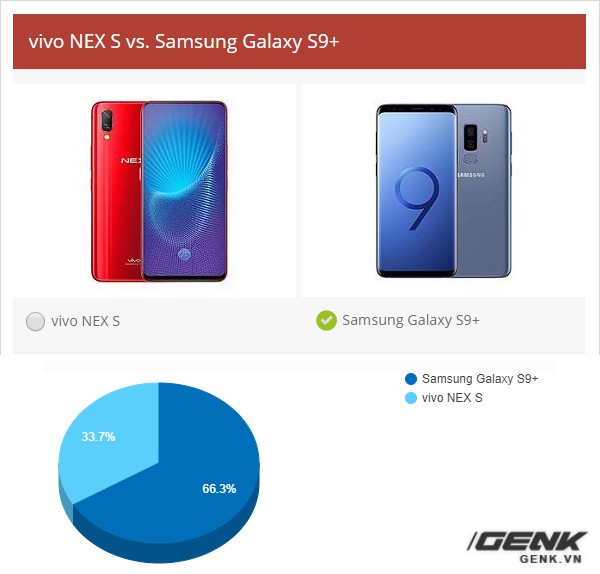 vivo NEX S vs. Samsung Galaxy S9+
NEX
vivo
9
SAMSUNG
vivo NEX S
Samsung Galaxy S9+
Samsung Galaxy S9+
vivo NEX S
33.7%
66.3%
GENK
GENK.VN